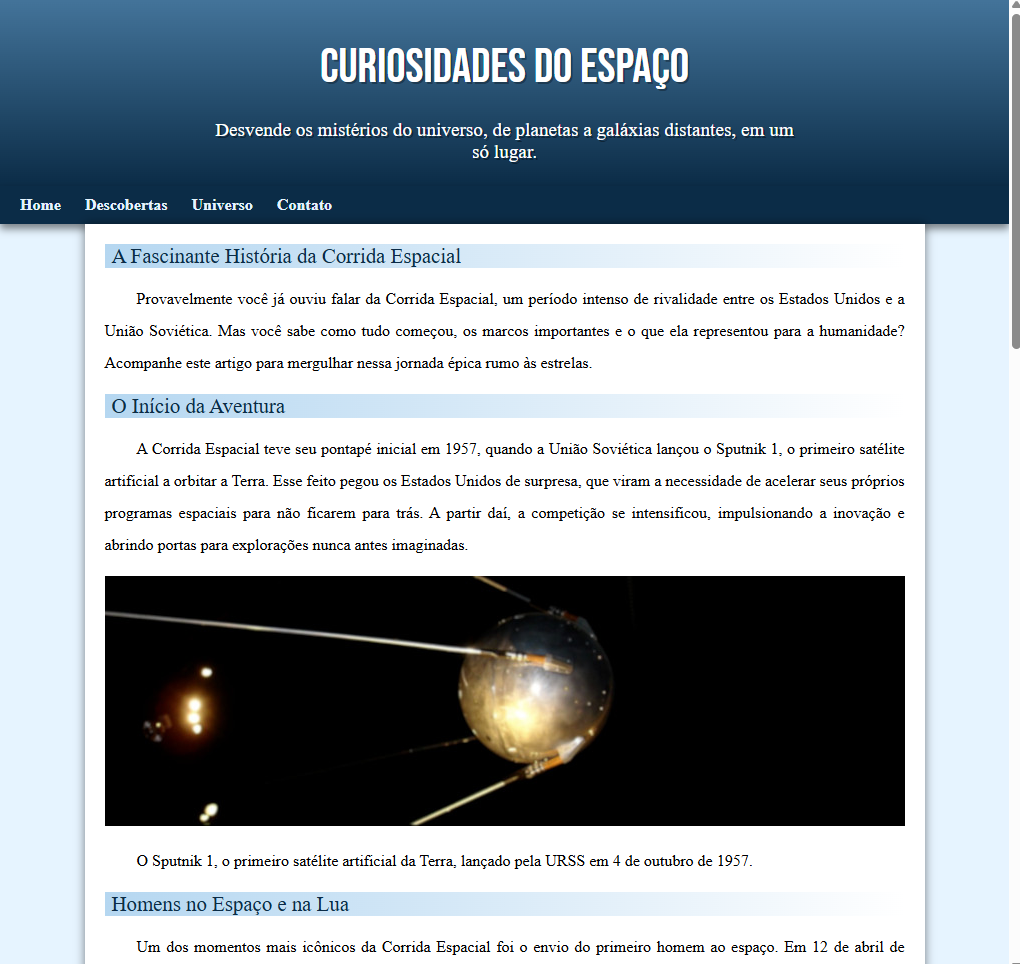 CURIOSIDADES DO ESPAÇO
Desvende os mistérios do universo, de planetas a galáxias distantes, em um
só lugar.
Home Descobertas Universo Contato
A Fascinante História da Corrida Espacial
Provavelmente você já ouviu falar da Corrida Espacial, um período intenso de rivalidade entre os Estados Unidos e a
União Soviética. Mas você sabe como tudo começou, os marcos importantes e o que ela representou para a humanidade?
Acompanhe este artigo para mergulhar nessa jornada épica rumo às estrelas.
O Início da Aventura
A Corrida Espacial teve seu pontapé inicial em 1957, quando a União Soviética lançou o Sputnik 1, o primeiro satélite
artificial a orbitar a Terra. Esse feito pegou os Estados Unidos de surpresa, que viram a necessidade de acelerar seus próprios
programas espaciais para não ficarem para trás. A partir daí, a competição se intensificou, impulsionando a inovação e
abrindo portas para explorações nunca antes imaginadas.
O Sputnik 1, o primeiro satélite artificial da Terra, lançado pela URSS em 4 de outubro de 1957.
Homens no Espaço e na Lua
Um dos momentos mais icônicos da Corrida Espacial foi o envio do primeiro homem ao espaço. Em 12 de abril de